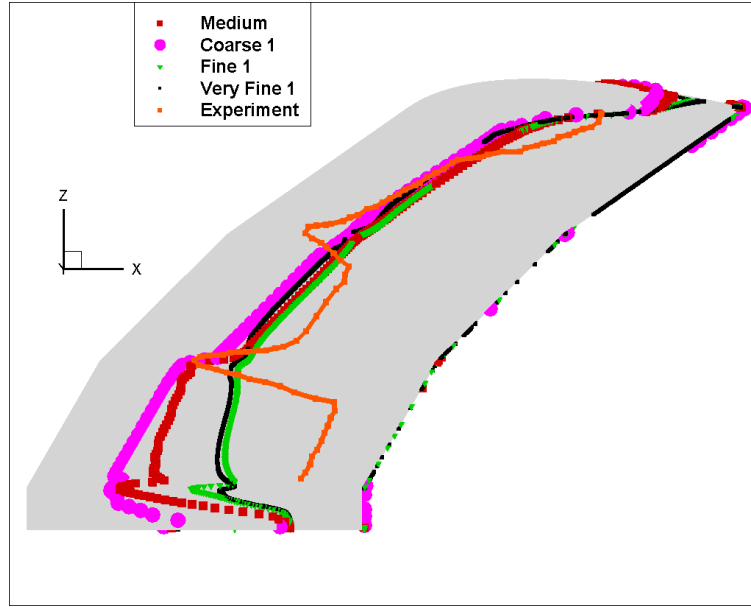 Medium
Coarse 1
Fine 1
Very Fine 1
Experiment
Z
Y
X